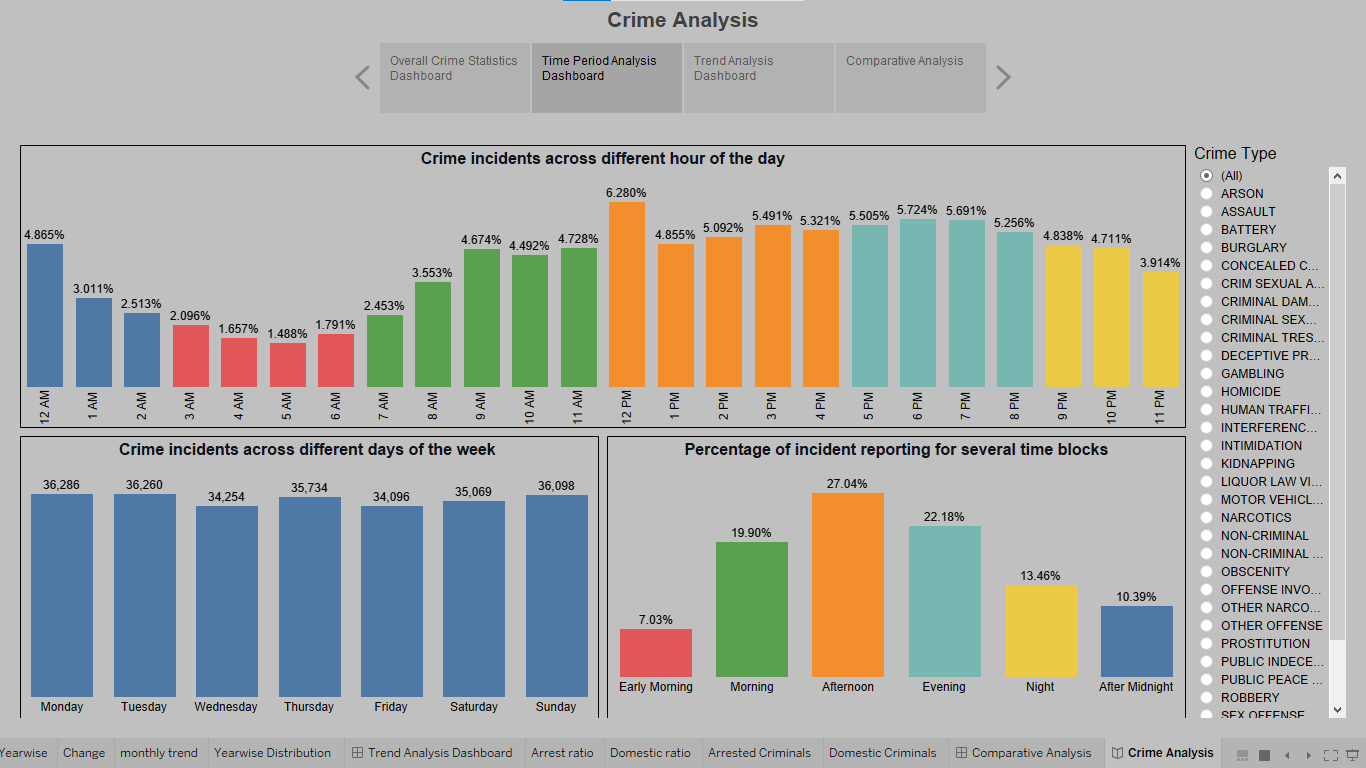 Crime Analysis
Overall Crime Statistics
Dashboard
Time Period Analysis
Dashboard
Trend Analysis
Dashboard
Comparative Analysis
Crime incidents across different hour of the day
4.865%
3.011%
2.513%
2.096%
1.657%
1.488%
1.791%
2.453%
3.553%
4.674%
4.492%
4.728%
6.280%
4.855%
5.092%
5.491%
5.321%
5.505%
5.724%
5.691%
5.256%
4.838%
4.711%
3.914%
12 AM
1 AM
2 AM
3 AM
4 AM
5 AM
6 AM
7 AM
8 AM
9 AM
10 AM
11 AM
12 PM
1 PM
2 PM
3 PM
4 PM
5 PM
6 PM
7 PM
8 PM
9 PM
10 PM
11 PM
Crime incidents across different days of the week
36,286
36,260
34,254
35,734
34,096
35,069
36,098
Monday
Tuesday
Wednesday
Thursday
Friday
Saturday
Sunday
Percentage of incident reporting for several time blocks
7.03%
19.90%
27.04%
22.18%
13.46%
10.39%
Early Morning
Morning
Afternoon
Evening
Night
After Midnight
Crime Type
(All)
ARSON
ASSAULT
BATTERY
BURGLARY
CONCEALED C...
CRIM SEXUAL A...
CRIMINAL DAM...
CRIMINAL SEX...
CRIMINAL TRES...
DECEPTIVE PR...
GAMBLING
HOMICIDE
HUMAN TRAFFI...
INTERFERENC...
INTIMIDATION
KIDNAPPING
LIQUOR LAW VI...
MOTOR VEHICL...
NARCOTICS
NON-CRIMINAL
NON-CRIMINAL ...
OBSCENITY
OFFENSE INVO...
OTHER NARCO...
OTHER OFFENSE
PROSTITUTION
PUBLIC INDECE...
PUBLIC PEACE ...
ROBBERY
SEX OFFENSE
Yearwise
Change
monthly trend
Yearwise Distribution
Trend Analysis Dashboard
Arrest ratio
Domestic ratio
Arrested Criminals
Domestic Criminals
Comparative Analysis
Crime Analysis